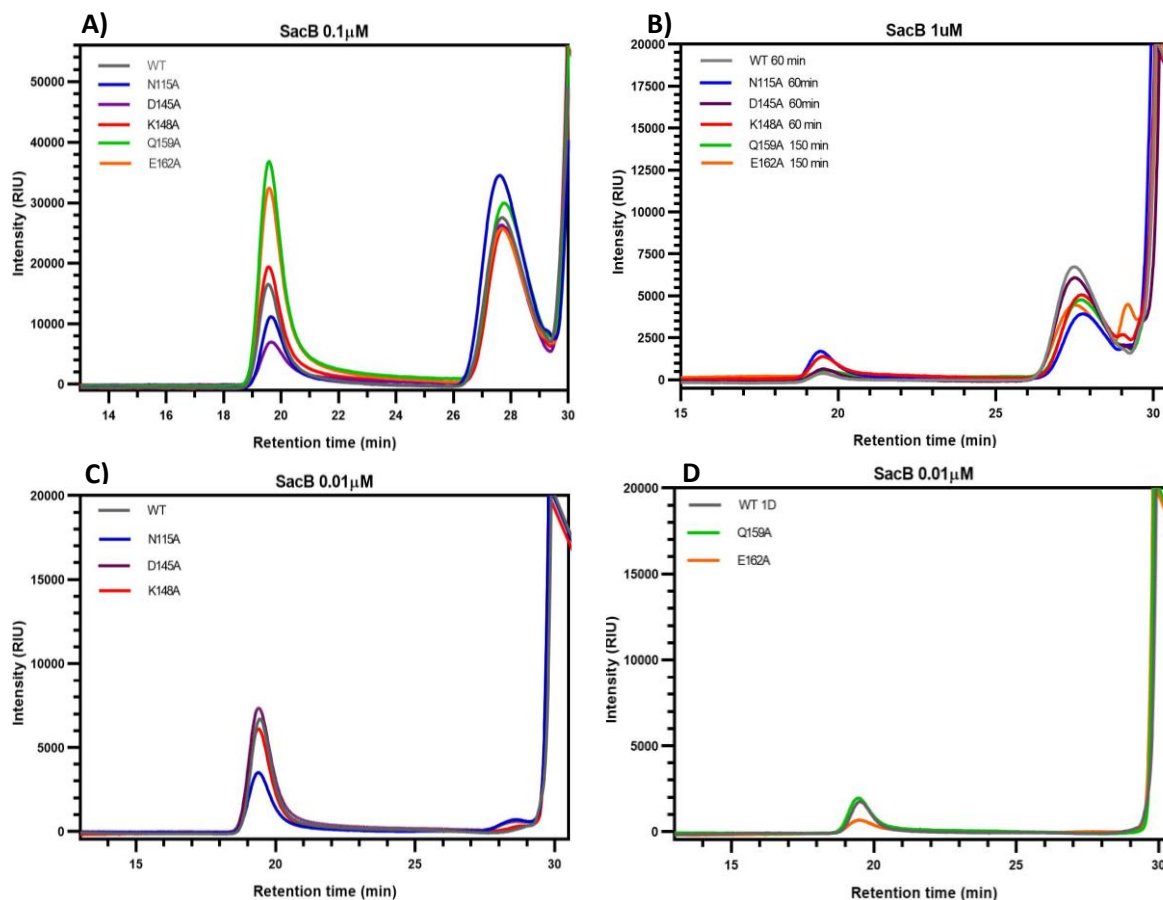 A)
SacB 0.1μM
50000
40000
30000
20000
10000
0
Intensity (RIU)
WT
N115A
D145A
K148A
Q159A
E162A
14 16 18 20 22 24 26 28 30
Retention time (min)
B)
SacB 1uM
20000
17500
15000
12500
10000
7500
5000
2500
0
Intensity (RIU)
WT 60 min
N115A 60min
D145A 60min
K148A 60 min
Q159A 150 min
E162A 150 min
15 20 25 30
Retention time (min)
C)
SacB 0.01μM
20000
15000
10000
5000
0
Intensity (RIU)
WT
N115A
D145A
K148A
15 20 25 30
Retention time (min)
D
SacB 0.01μM
20000
15000
10000
5000
0
Intensity (RIU)
WT 1D
Q159A
E162A
15 20 25 30
Retention time (min)